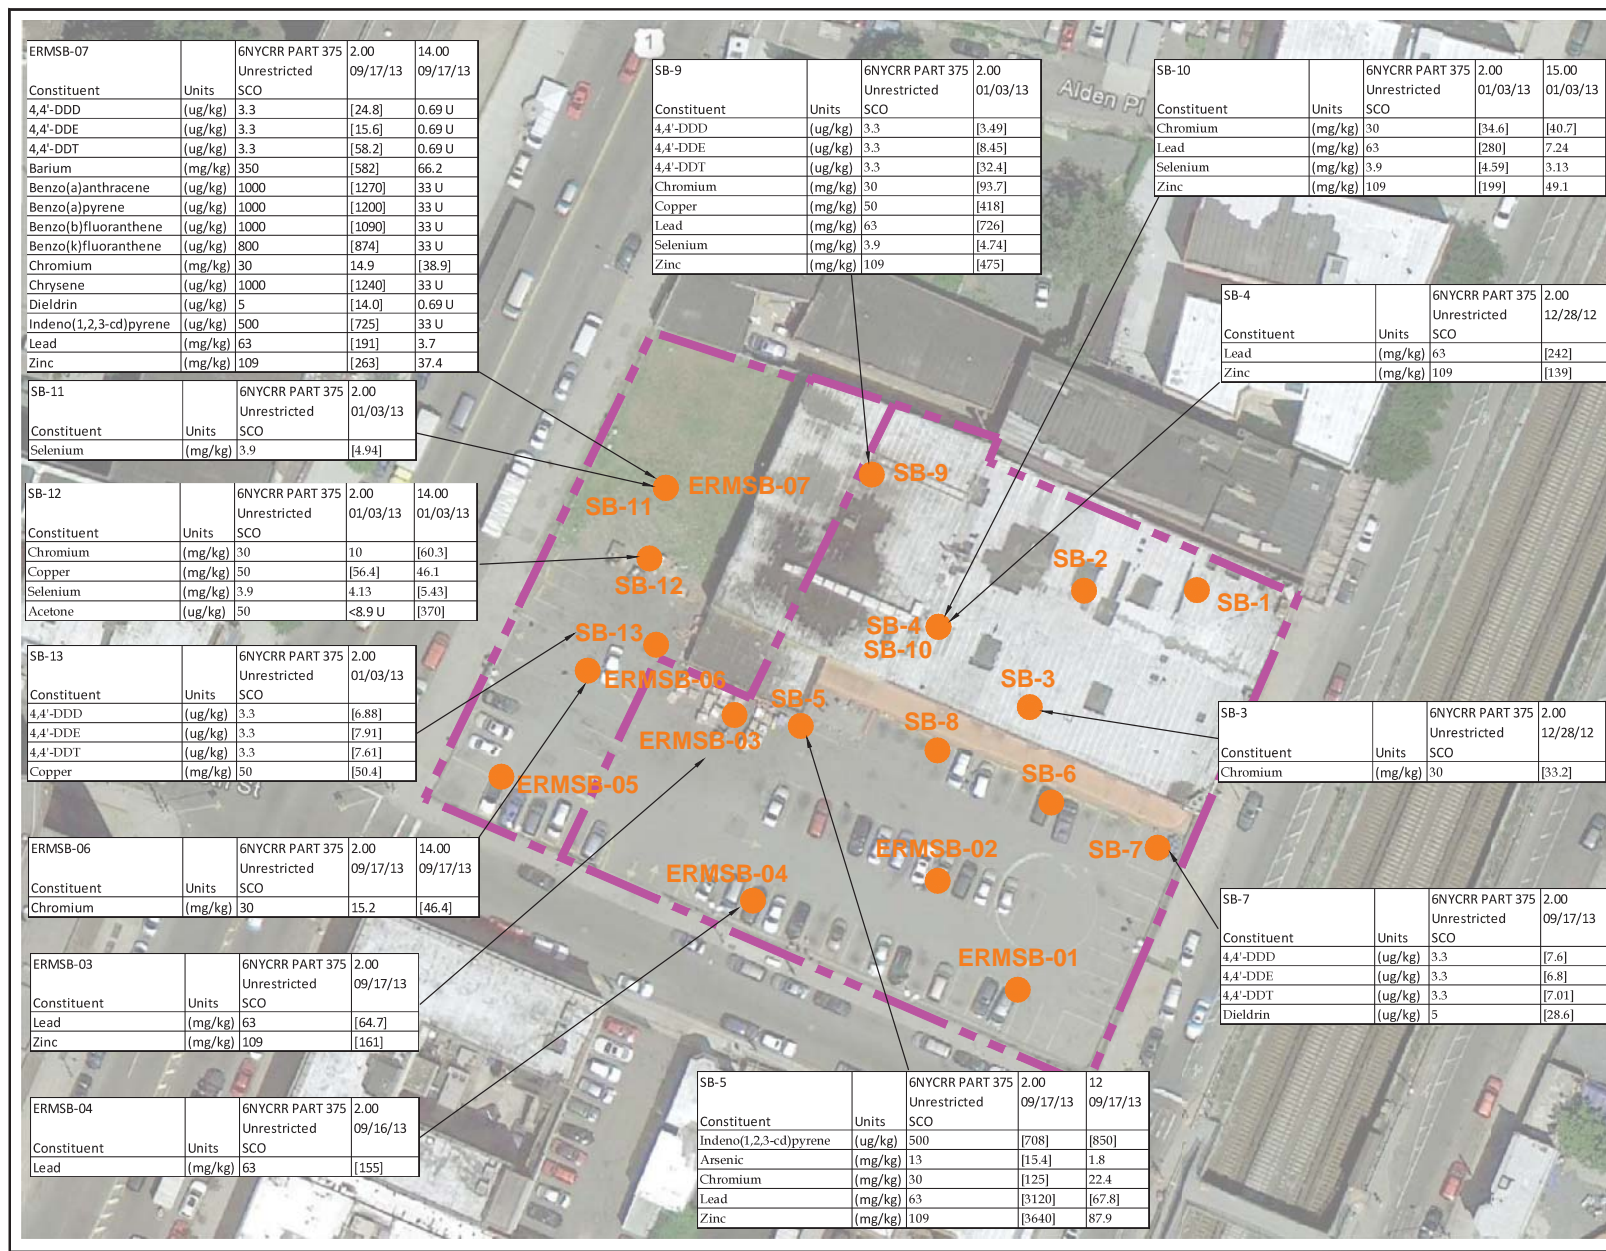 ERMSB-07 6NYCRR PART 375 2.00 14.00
Unrestricted 09/17/13 09/17/13
Constituent Units SCO
4,4'-DDD (ug/kg) 3.3 [24.8] 0.69 U
4,4'-DDE (ug/kg) 3.3 [15.6] 0.69 U
4,4'-DDT (ug/kg) 3.3 [58.2] 0.69 U
Barium (mg/kg) 350 [582] 66.2
Benzo(a)anthracene (ug/kg) 1000 [1270] 33 U
Benzo(a)pyrene (ug/kg) 1000 [1200] 33 U
Benzo(b)fluoranthene (ug/kg) 1000 [1090] 33 U
Benzo(k)fluoranthene (ug/kg) 800 [874] 33 U
Chromium (mg/kg) 30 14.9 [38.9]
Chrysene (ug/kg) 1000 [1240] 33 U
Dieldrin (ug/kg) 5 [14.0] 0.69 U
Indeno(1,2,3-cd)pyrene (ug/kg) 500 [725] 33 U
Lead (mg/kg) 63 [191] 3.7
Zinc (mg/kg) 109 [263] 37.4
SB-11 6NYCRR PART 375 2.00
Unrestricted 01/03/13
Constituent Units SCO
Selenium (mg/kg) 3.9 [4.94]
SB-12 6NYCRR PART 375 2.00 14.00
Unrestricted 01/03/13 01/03/13
Constituent Units SCO
Chromium (mg/kg) 30 10 [60.3]
Copper (mg/kg) 50 [56.4] 46.1
Selenium (mg/kg) 3.9 4.13 [5.43]
Acetone (ug/kg) 50 <8.9 U [370]
SB-13 6NYCRR PART 375 2.00
Unrestricted 01/03/13
Constituent Units SCO
4,4'-DDD (ug/kg) 3.3 [6.88]
4,4'-DDE (ug/kg) 3.3 [7.91]
4,4'-DDT (ug/kg) 3.3 [7.61]
Copper (mg/kg) 50 [50.4]
ERMSB-06 6NYCRR PART 375 2.00 14.00
Unrestricted 09/17/13 09/17/13
Constituent Units SCO
Chromium (mg/kg) 30 15.2 [46.4]
ERMSB-03 6NYCRR PART 375 2.00
Unrestricted 09/17/13
Constituent Units SCO
Lead (mg/kg) 63 [64.7]
Zinc (mg/kg) 109 [161]
ERMSB-04 6NYCRR PART 375 2.00
Unrestricted 09/16/13
Constituent Units SCO
Lead (mg/kg) 63 [155]
SB-9 6NYCRR PART 375 2.00
Unrestricted 01/03/13
Constituent Units SCO
4,4'-DDD (ug/kg) 3.3 [3.49]
4,4'-DDE (ug/kg) 3.3 [8.45]
4,4'-DDT (ug/kg) 3.3 [32.4]
Chromium (mg/kg) 30 [93.7]
Copper (mg/kg) 50 [418]
Lead (mg/kg) 63 [726]
Selenium (mg/kg) 3.9 [4.74]
Zinc (mg/kg) 109 [475]
SB-10 6NYCRR PART 375 2.00 15.00
Unrestricted 01/03/13 01/03/13
Constituent Units SCO
Chromium (mg/kg) 30 [34.6] [40.7]
Lead (mg/kg) 63 [280] 7.24
Selenium (mg/kg) 3.9 [4.59] 3.13
Zinc (mg/kg) 109 [199] 49.1
SB-4 6NYCRR PART 375 2.00
Unrestricted 12/28/12
Constituent Units SCO
Lead (mg/kg) 63 [242]
Zinc (mg/kg) 109 [139]
SB-3 6NYCRR PART 375 2.00
Unrestricted 12/28/12
Constituent Units SCO
Chromium (mg/kg) 30 [33.2]
SB-7 6NYCRR PART 375 2.00
Unrestricted 09/17/13
Constituent Units SCO
4,4'-DDD (ug/kg) 3.3 [7.6]
4,4'-DDE (ug/kg) 3.3 [6.8]
4,4'-DDT (ug/kg) 3.3 [7.01]
Dieldrin (ug/kg) 5 [28.6]
SB-5 6NYCRR PART 375 2.00 12
Unrestricted 09/17/13 09/17/13
Constituent Units SCO
Indeno(1,2,3-cd)pyrene (ug/kg) 500 [708] [850]
Arsenic (mg/kg) 13 [15.4] 1.8
Chromium (mg/kg) 30 [125] 22.4
Lead (mg/kg) 63 [3120] [67.8]
Zinc (mg/kg) 109 [3640] 87.9
1
Alden Pl
SB-9
ERMSB-07
SB-11
SB-12
SB-2
SB-1
SB-4
SB-10
SB-13
ERMSB-06
SB-3
SB-5
SB-8
ERMSB-03
ERMSB-05
SB-6
SB-7
ERMSB-02
ERMSB-04
ERMSB-01
St